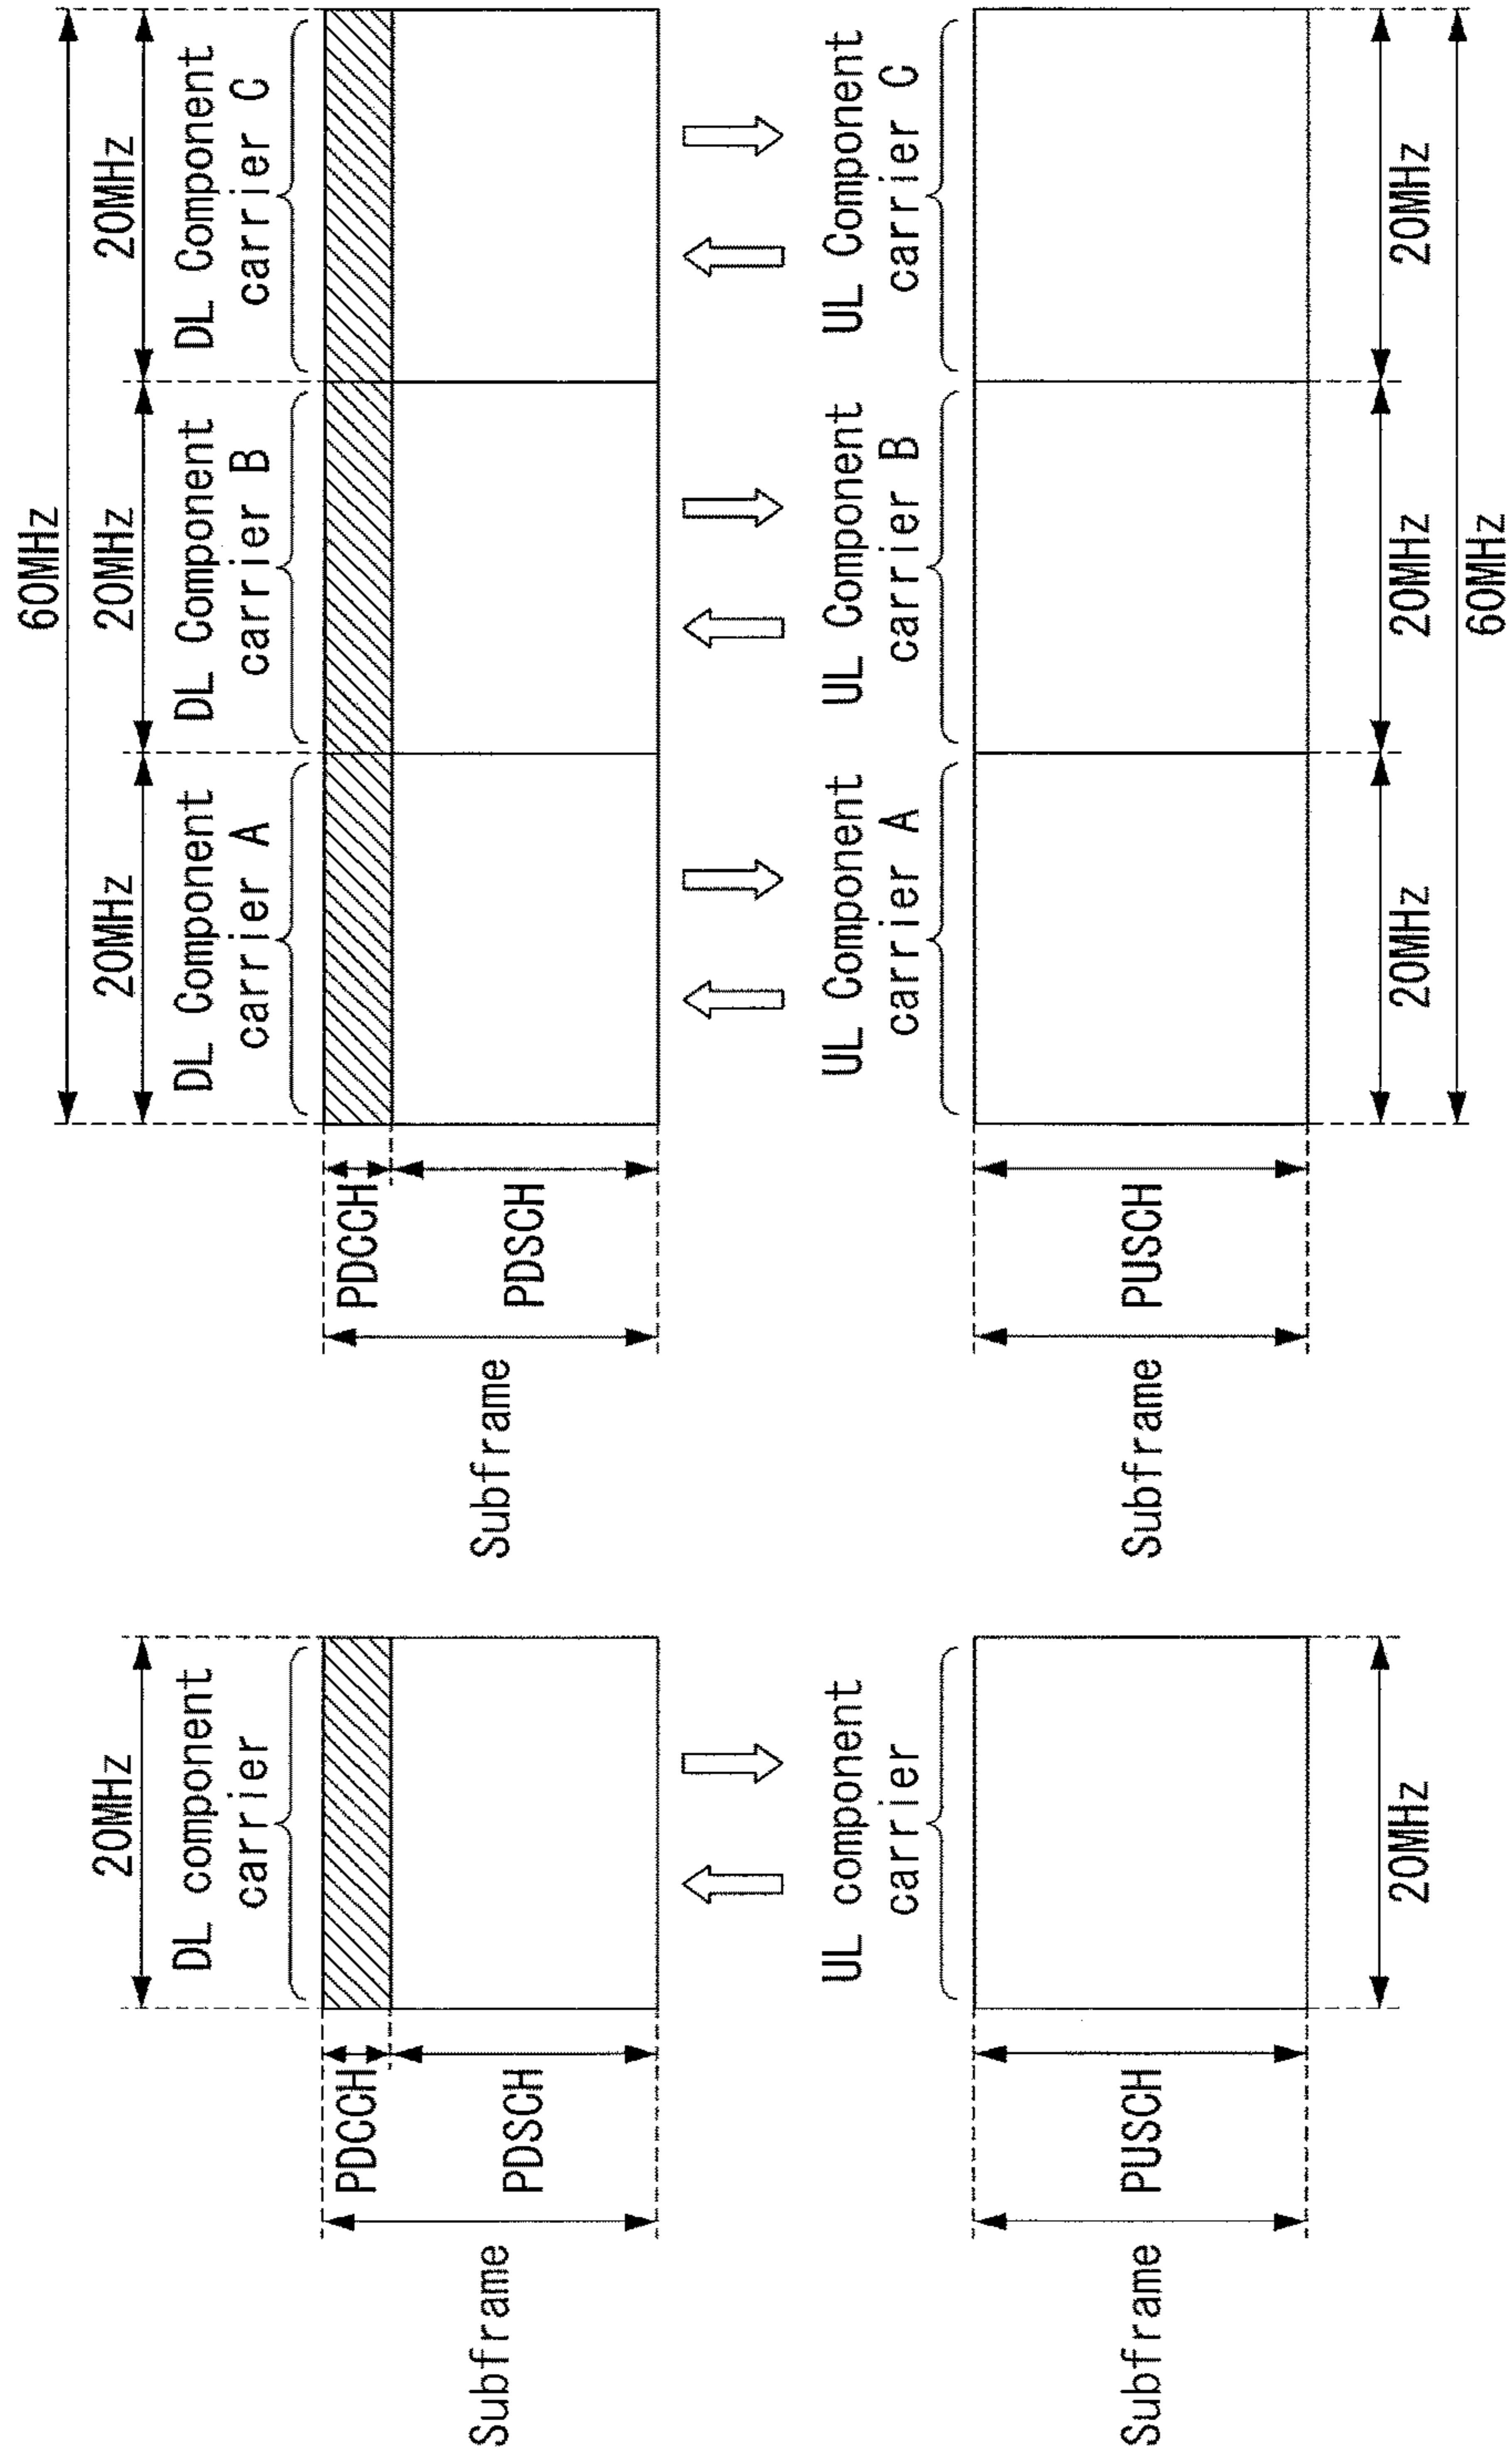 20MHz
DL component
carrier
PDCCH
PDSCH
Subframe
UL component
carrier
PUSCH
Subframe
20MHz
60MHz
20MHz
20MHz
20MHz
DL Component
carrier A
DL Component
carrier B
DL Component
carrier C
PDCCH
PDSCH
Subframe
UL Component
carrier A
UL Component
carrier B
UL Component
carrier C
PUSCH
Subframe
20MHz
20MHz
20MHz
60MHz